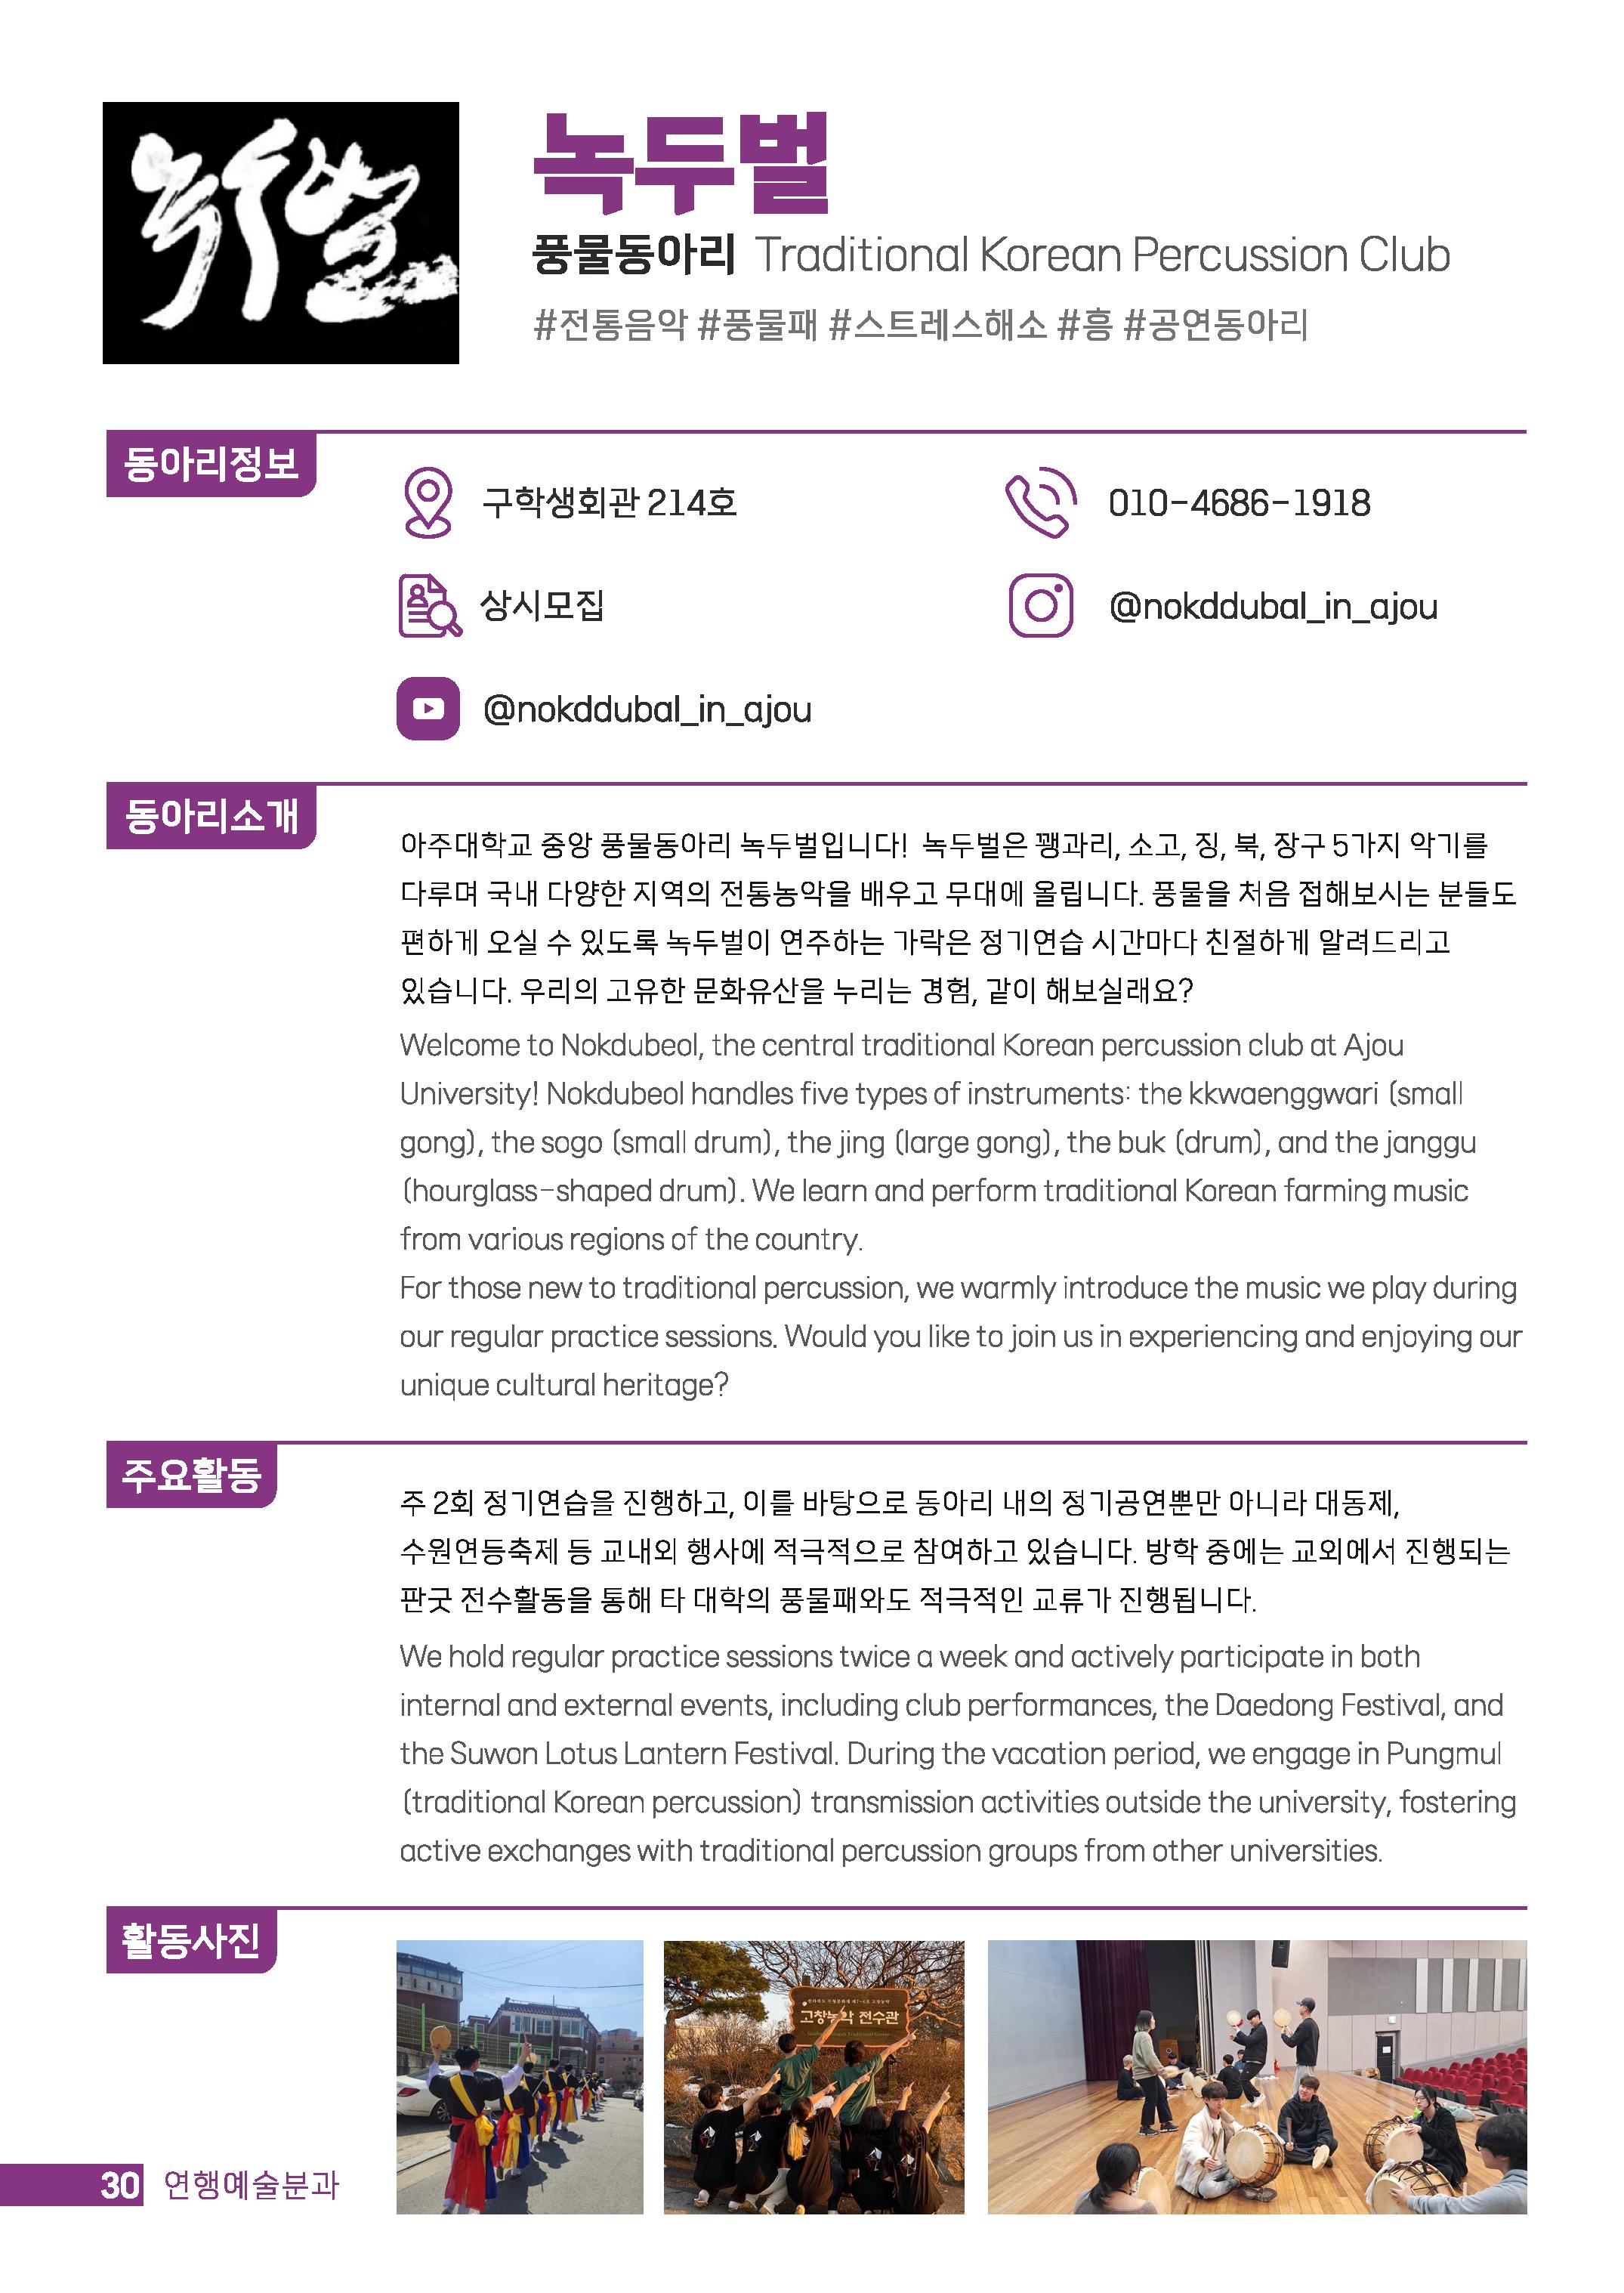 녹두벌
녹두벌
풍물동아리 Traditional Korean Percussion Club
#전통음악 #풍물패 #스트레스해소 #흥 #공연동아리
동아리정보
구학생회관 214호
010-4686-1918
상시모집
@nokddubal_in_ajou
@nokddubal_in_ajou
동아리소개
아주대학교 중앙 풍물동아리 녹두벌입니다! 녹두벌은 꽹과리, 소고, 징, 북, 장구 5가지 악기를
다루며 국내 다양한 지역의 전통농악을 배우고 무대에 올립니다. 풍물을 처음 접해보시는 분들도
편하게 오실 수 있도록 녹두벌이 연주하는 가락은 정기연습 시간마다 친절하게 알려드리고
있습니다. 우리의 고유한 문화유산을 누리는 경험, 같이 해보실래요?
Welcome to Nokdubeol, the central traditional Korean percussion club at Ajou
University! Nokdubeol handles five types of instruments: the kkwaenggwari (small
gong), the sogo (small drum), the jing (large gong), the buk (drum), and the janggu
(hourglass-shaped drum). We learn and perform traditional Korean farming music
from various regions of the country.
For those new to traditional percussion, we warmly introduce the music we play during
our regular practice sessions. Would you like to join us in experiencing and enjoying our
unique cultural heritage?
주요활동
주 2회 정기연습을 진행하고, 이를 바탕으로 동아리 내의 정기공연뿐만 아니라 대동제,
수원연등축제 등 교내외 행사에 적극적으로 참여하고 있습니다. 방학 중에는 교외에서 진행되는
판굿 전수활동을 통해 타 대학의 풍물패와도 적극적인 교류가 진행됩니다.
We hold regular practice sessions twice a week and actively participate in both
internal and external events, including club performances, the Daedong Festival, and
the Suwon Lotus Lantern Festival. During the vacation period, we engage in Pungmul
(traditional Korean percussion) transmission activities outside the university, fostering
active exchanges with traditional percussion groups from other universities.
활동사진
고창농악 전수관
30 연행예술분과